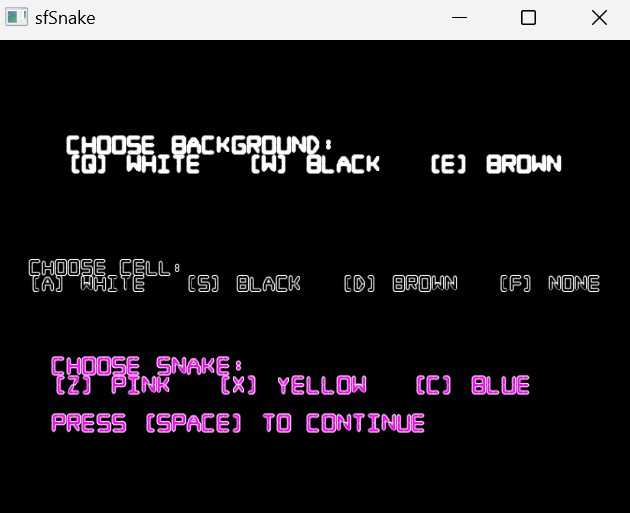 sfSnake
CHOOSE BACKGROUND:
(Q) WHITE (W) BLACK (E) BROWN
CHOOSE CELL:
(A) WHITE (S) BLACK (D) BROWN (F) NONE
CHOOSE SNAKE:
(Z) PINK (X) YELLOW (C) BLUE
PRESS (SPACE) TO CONTINUE